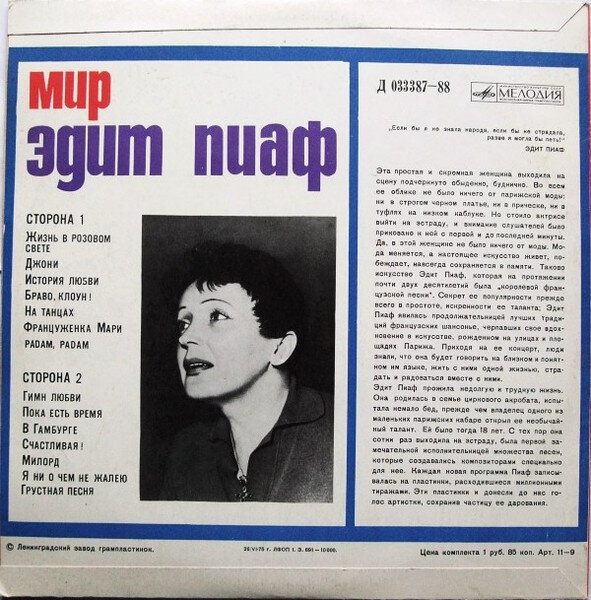 мир
эдит пиаф
СТОРОНА 1
Жизнь в розовом
свете
Джони
История любви
Браво, клоун!
На танцах
Француженка Мари
PADAM, PADAM
СТОРОНА 2
Гимн любви
Пока есть время
В Гамбурге
Счастливая!
Милорд
Я ни о чем не жалею
Грустная песня
Д 033387—88
МЕЛОДИЯ
„Если бы я не знала народа, если бы не страдала,
разве я могла бы петь!“
ЭДИТ ПИАФ
Эта простая и скромная женщина выходила на
сцену подчеркнуто обыденно, буднично. Во всем
ее облике не было ничего от парижской моды:
ни в строгом черном платье, ни в прическе, ни в
туфлях на низком каблуке. Но стоило актрисе
выйти на эстраду, и внимание слушателей было
приковано к ней с первой и до последней минуты.
Да, в этой женщине не было ничего от моды. Мо-
да меняется, а настоящее искусство живет, по-
беждает, навсегда сохраняется в памяти. Таково
искусство Эдит Пиаф, которая на протяжении
почти двух десятилетий была „королевой фран-
цузской песни“. Секрет ее популярности прежде
всего в простоте, искренности ее таланта; Эдит
Пиаф явилась продолжательницей лучших тради-
ций французских шансонье, черпавших свое вдох-
новение в искусстве, рожденном на улицах и пло-
щадях Парижа. Приходя на ее концерт, люди
знали, что она будет говорить на близком и понят-
ном им языке, жить с ними одной жизнью, стра-
дать и радоваться вместе с ними.
Эдит Пиаф прожила недолгую и трудную жизнь.
Она родилась в семье циркового акробата, испы-
тала немало бед, прежде чем владелец одного из
маленьких парижских кабаре открыл ее необычай-
ный талант. Ей было тогда 18 лет. С тех пор она
сотни раз выходила на эстраду, была первой за-
мечательной исполнительницей множества песен,
которые создавались композиторами специально
для нее. Каждая новая программа Пиаф записы-
валась на пластинки, расходившиеся миллионными
тиражами. Эти пластинки и донесли до нас го-
лос артистки, сохранив частицу ее дарования.
© Ленинградский завод грампластинок.
26/VI-75 г. ЛФОП 1. З. 691—10000.
Цена комплекта 1 руб. 85 коп. Арт. 11—9